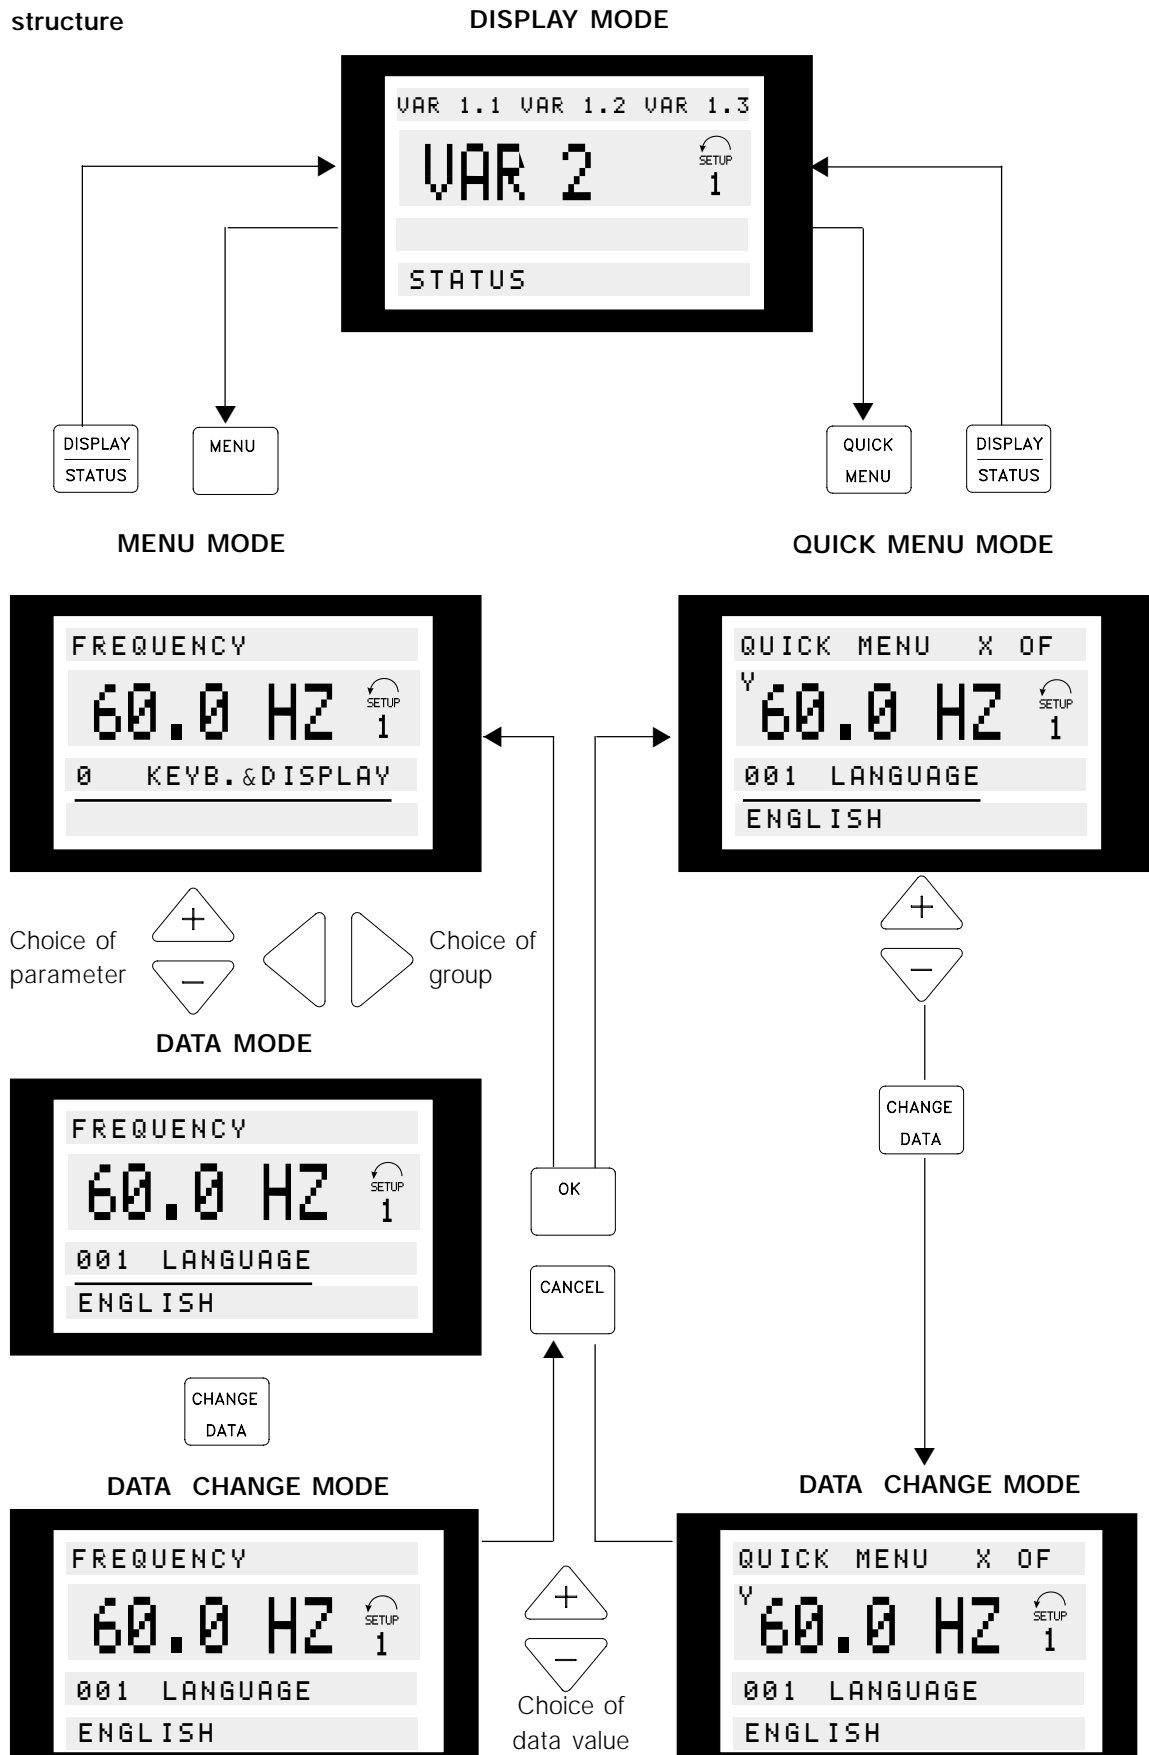 structure
DISPLAY MODE
VAR 1.1 VAR 1.2 VAR 1.3
VAR 2
SETUP
1
STATUS
DISPLAY
STATUS
MENU
QUICK
MENU
DISPLAY
STATUS
MENU MODE
QUICK MENU MODE
FREQUENCY
60.0 HZ
SETUP
1
0 KEYB.&DISPLAY
QUICK MENU X OF
Y
60.0 HZ
SETUP
1
001 LANGUAGE
ENGLISH
+
−
Choice of
parameter
Choice of
group
+
−
DATA MODE
FREQUENCY
60.0 HZ
SETUP
1
001 LANGUAGE
ENGLISH
CHANGE
DATA
OK
CANCEL
CHANGE
DATA
DATA CHANGE MODE
DATA CHANGE MODE
FREQUENCY
60.0 HZ
SETUP
1
001 LANGUAGE
ENGLISH
+
−
Choice of
data value
QUICK MENU X OF
Y
60.0 HZ
SETUP
1
001 LANGUAGE
ENGLISH